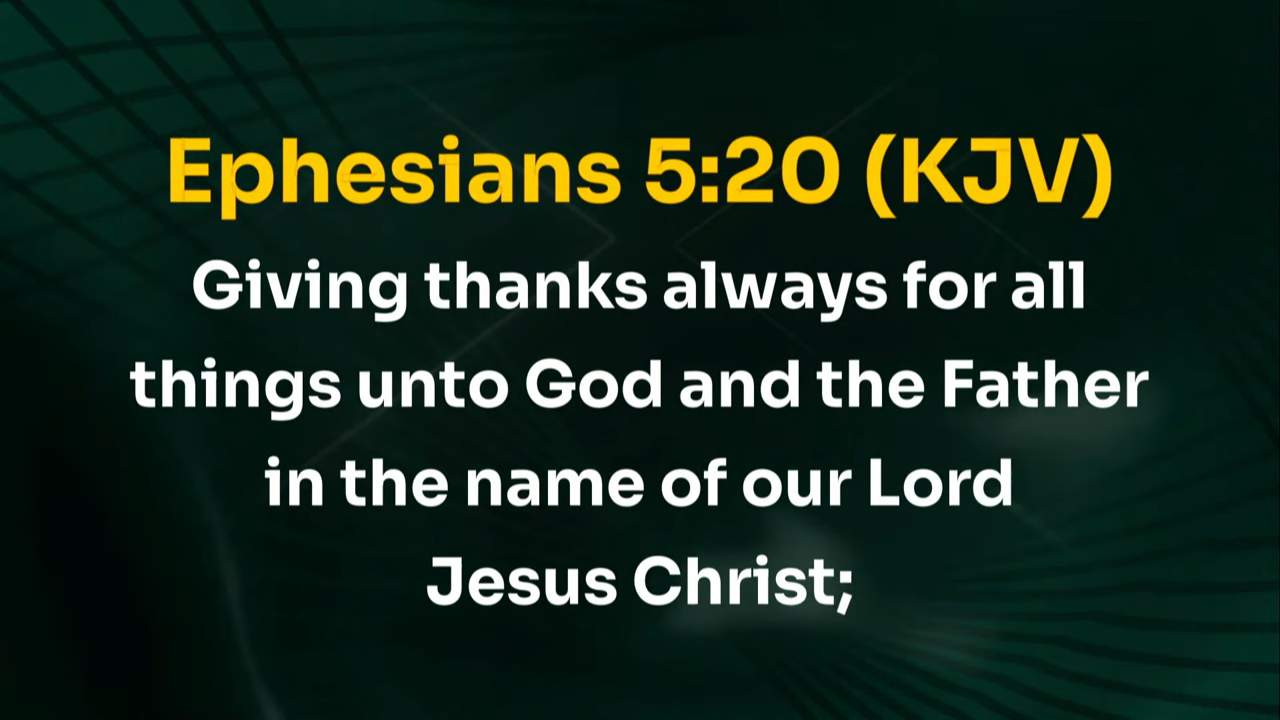 Ephesians 5:20 (KJV)
Giving thanks always for all
things unto God and the Father
in the name of our Lord
Jesus Christ;